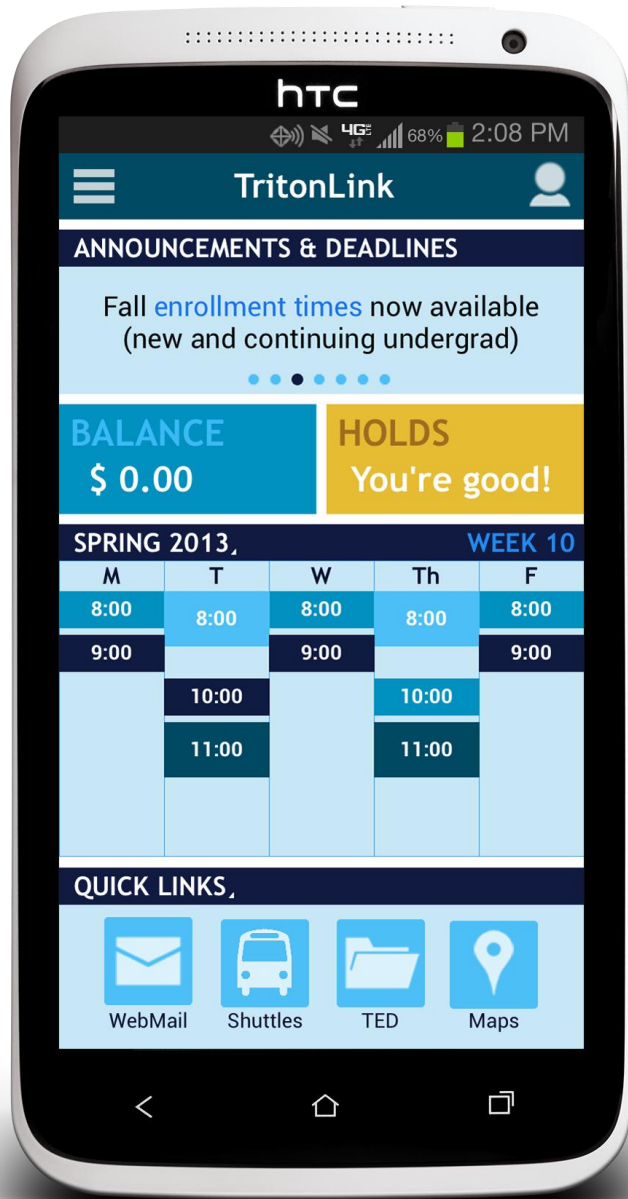 hTC
4G LTE 68% 2:08 PM
TritonLink
ANNOUNCEMENTS & DEADLINES
Fall enrollment times now available
(new and continuing undergrad)
BALANCE HOLDS
$ 0.00 You're good!
SPRING 2013 WEEK 10
M T W Th F
8:00 8:00 8:00 8:00 8:00
9:00 9:00 9:00
10:00 10:00
11:00 11:00
QUICK LINKS
WebMail Shuttles TED Maps